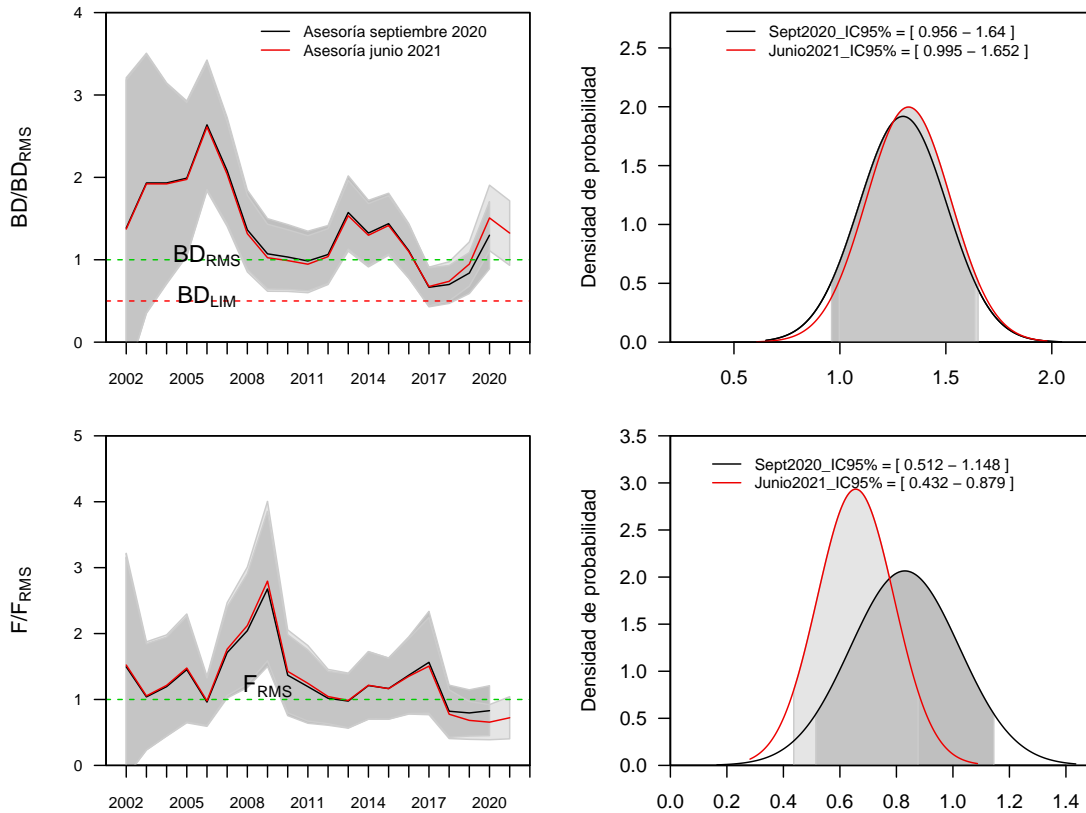 BD/BD_RMS
4
3
2
1
0
Asesoría septiembre 2020
Asesoría junio 2021
BD_RMS
BD_LIM
2002 2005 2008 2011 2014 2017 2020
Densidad de probabilidad
2.5
2.0
1.5
1.0
0.5
0.0
Sept2020_IC95% = [ 0.956 − 1.64 ]
Junio2021_IC95% = [ 0.995 − 1.652 ]
0.5 1.0 1.5 2.0
F/F_RMS
5
4
3
2
1
0
F_RMS
2002 2005 2008 2011 2014 2017 2020
Densidad de probabilidad
3.5
3.0
2.5
2.0
1.5
1.0
0.5
0.0
Sept2020_IC95% = [ 0.512 − 1.148 ]
Junio2021_IC95% = [ 0.432 − 0.879 ]
0.0 0.2 0.4 0.6 0.8 1.0 1.2 1.4